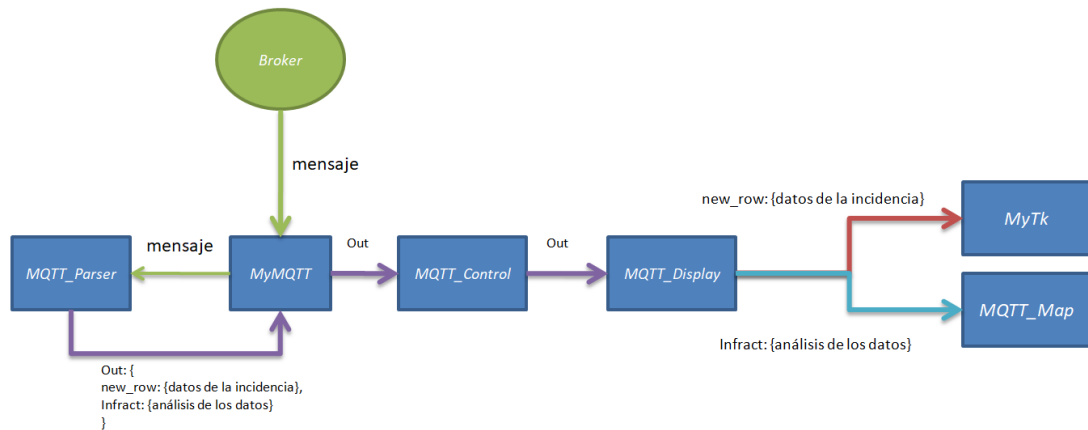 Broker
mensaje
new_row: {datos de la incidencia}
MyTk
mensaje
Out
Out
MQTT_Parser
MyMQTT
MQTT_Control
MQTT_Display
MQTT_Map
Infract: {análisis de los datos}
Out: {
new_row: {datos de la incidencia},
Infract: {análisis de los datos}
}